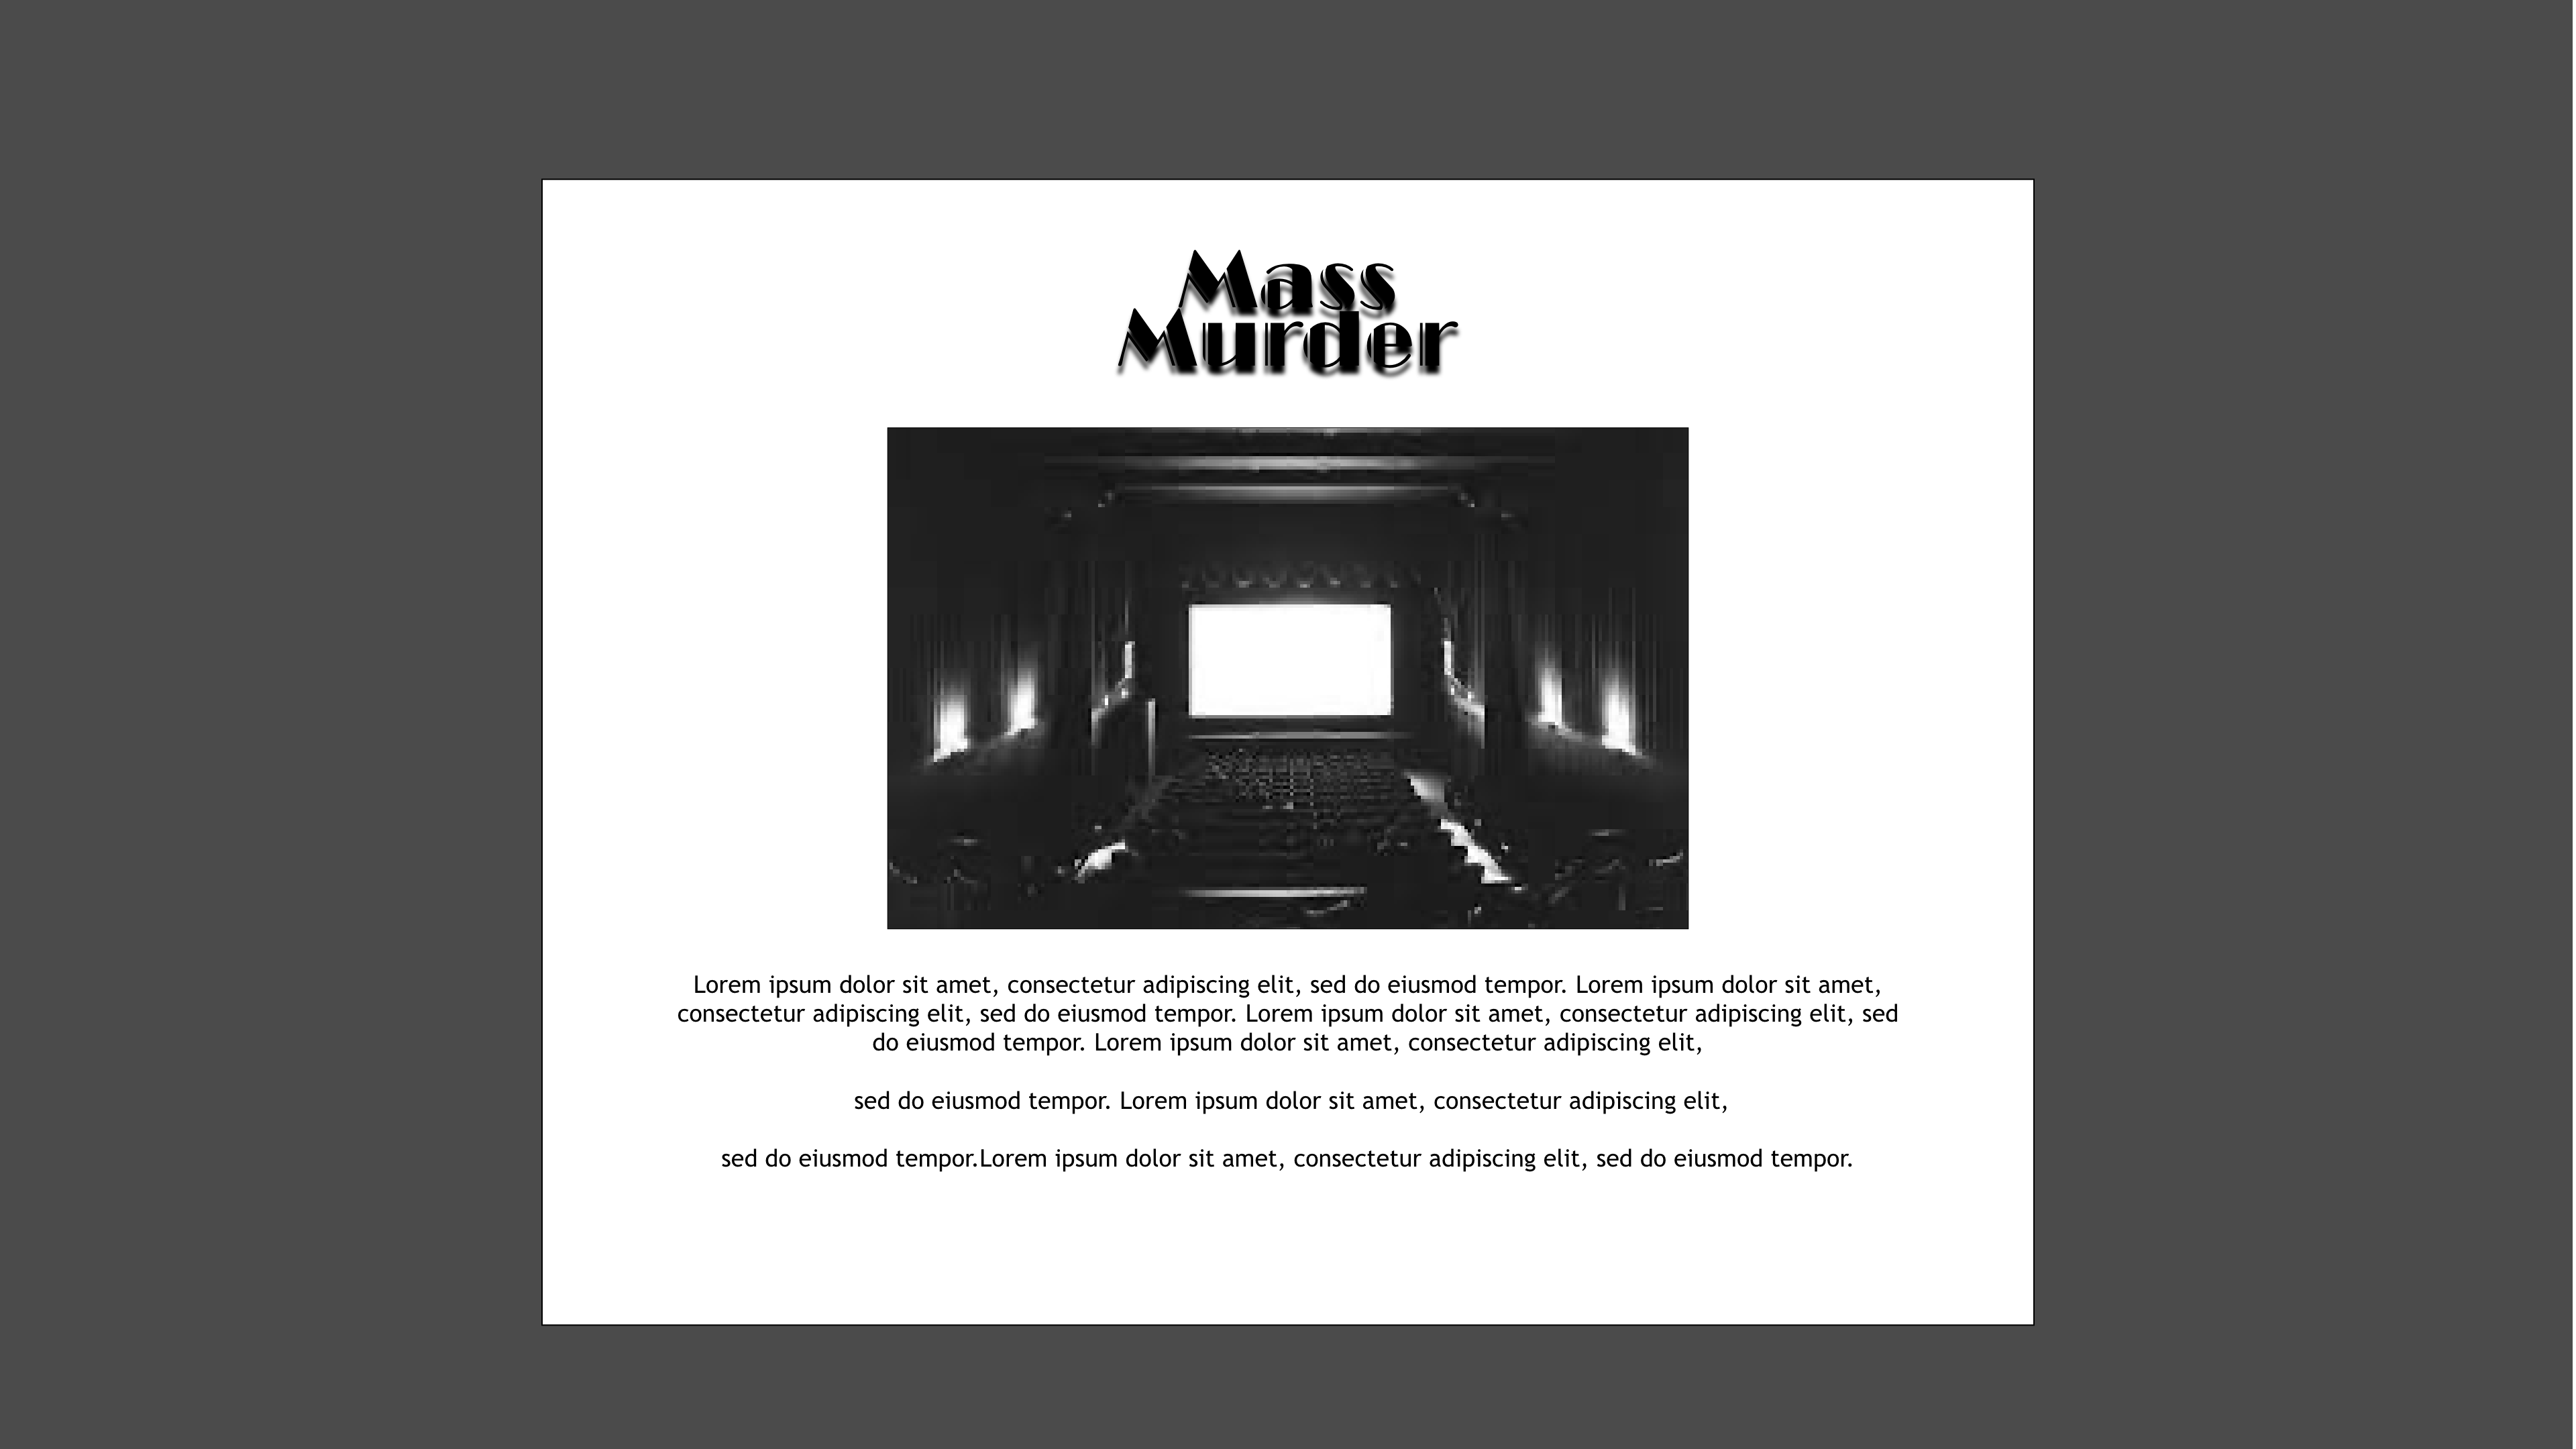 Mass
Murder
Lorem ipsum dolor sit amet, consectetur adipiscing elit, sed do eiusmod tempor. Lorem ipsum dolor sit amet,
consectetur adipiscing elit, sed do eiusmod tempor. Lorem ipsum dolor sit amet, consectetur adipiscing elit, sed
do eiusmod tempor. Lorem ipsum dolor sit amet, consectetur adipiscing elit,
sed do eiusmod tempor. Lorem ipsum dolor sit amet, consectetur adipiscing elit,
sed do eiusmod tempor.Lorem ipsum dolor sit amet, consectetur adipiscing elit, sed do eiusmod tempor.